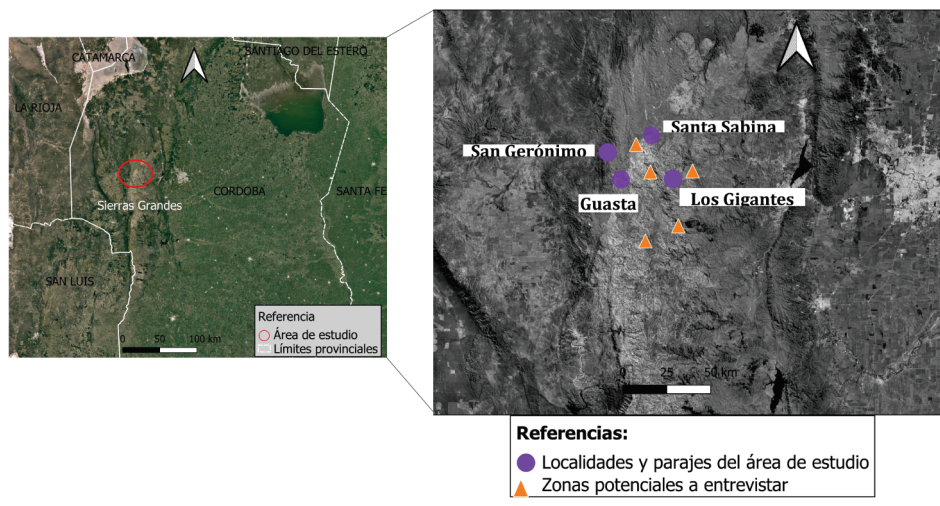 SANTIAGO DEL ESTERO
CATAMARCA
LA RIOJA
CORDOBA
SANTA FE
Sierras Grandes
SAN LUIS
Referencia
Área de estudio
Límites provinciales
0 50 100 km
Santa Sabina
San Gerónimo
Guasta
Los Gigantes
0 25 50 km
Referencias:
Localidades y parajes del área de estudio
Zonas potenciales a entrevistar